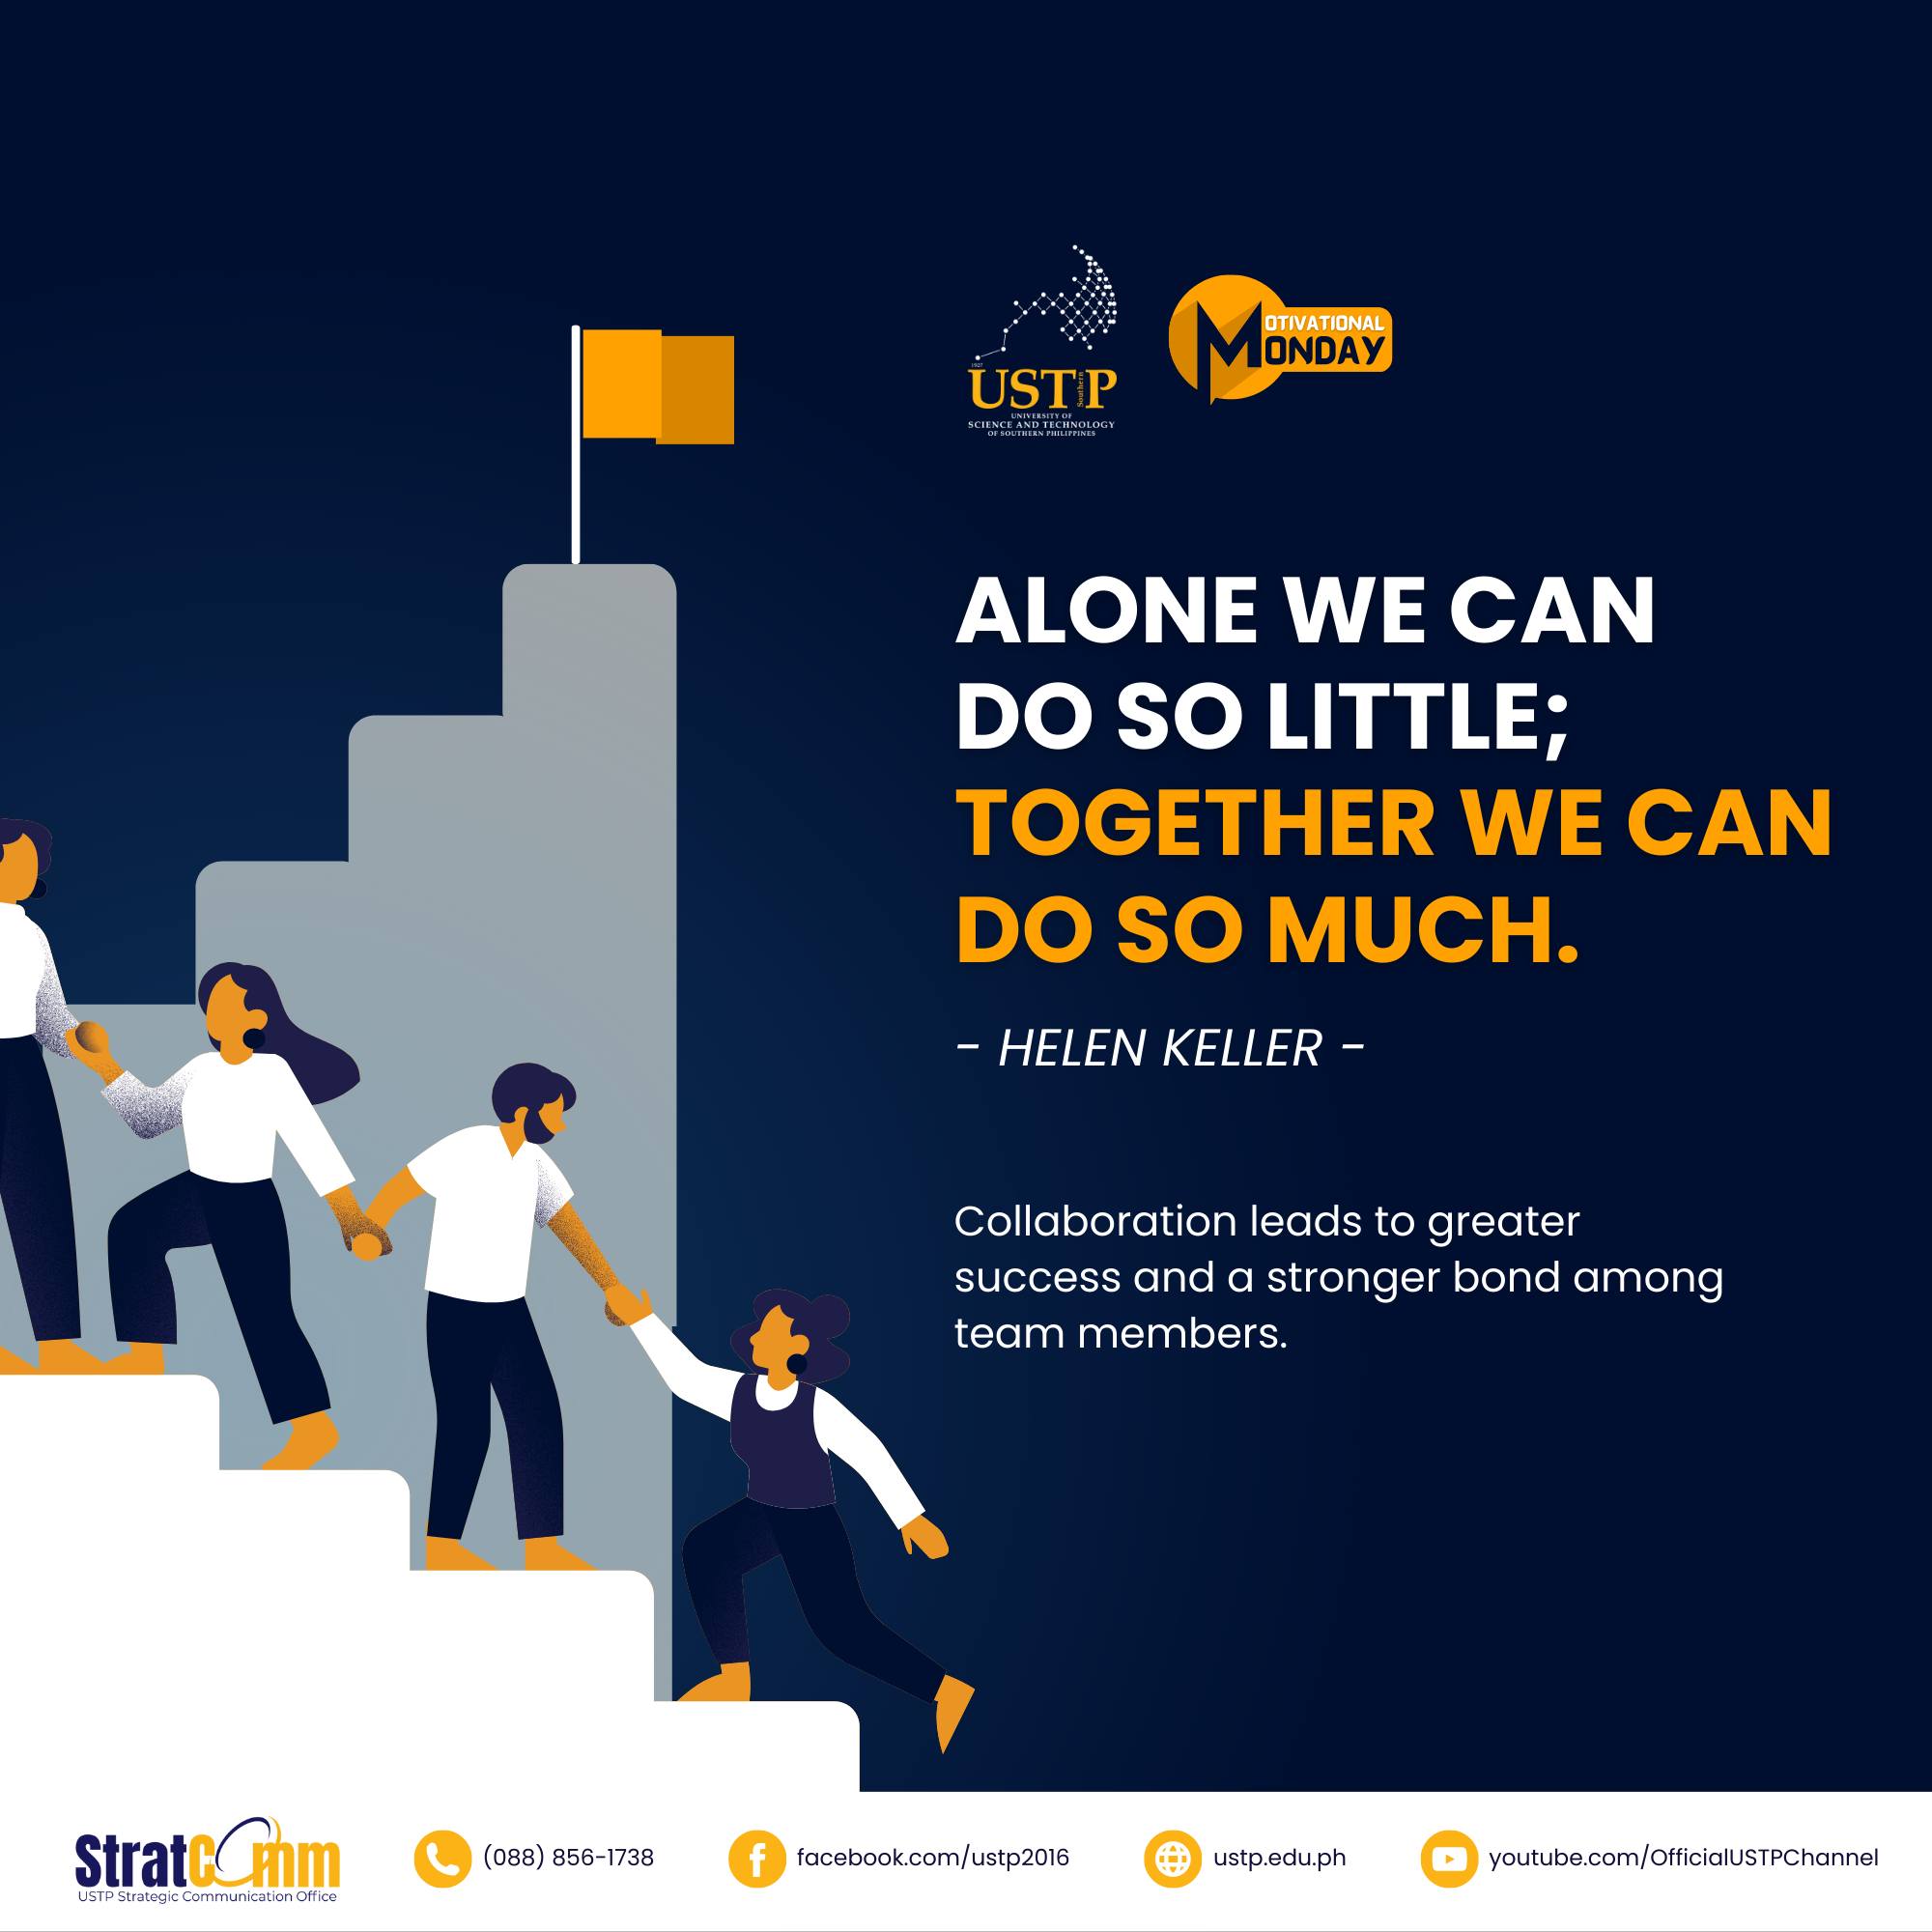 1927
USTP
Southern
UNIVERSITY OF
SCIENCE AND TECHNOLOGY
OF SOUTHERN PHILIPPINES
MOTIVATIONAL
MONDAY
ALONE WE CAN
DO SO LITTLE;
TOGETHER WE CAN
DO SO MUCH.
- HELEN KELLER -
Collaboration leads to greater
success and a stronger bond among
team members.
StratComm
USTP Strategic Communication Office
(088) 856-1738
facebook.com/ustp2016
ustp.edu.ph
youtube.com/OfficialUSTPChannel